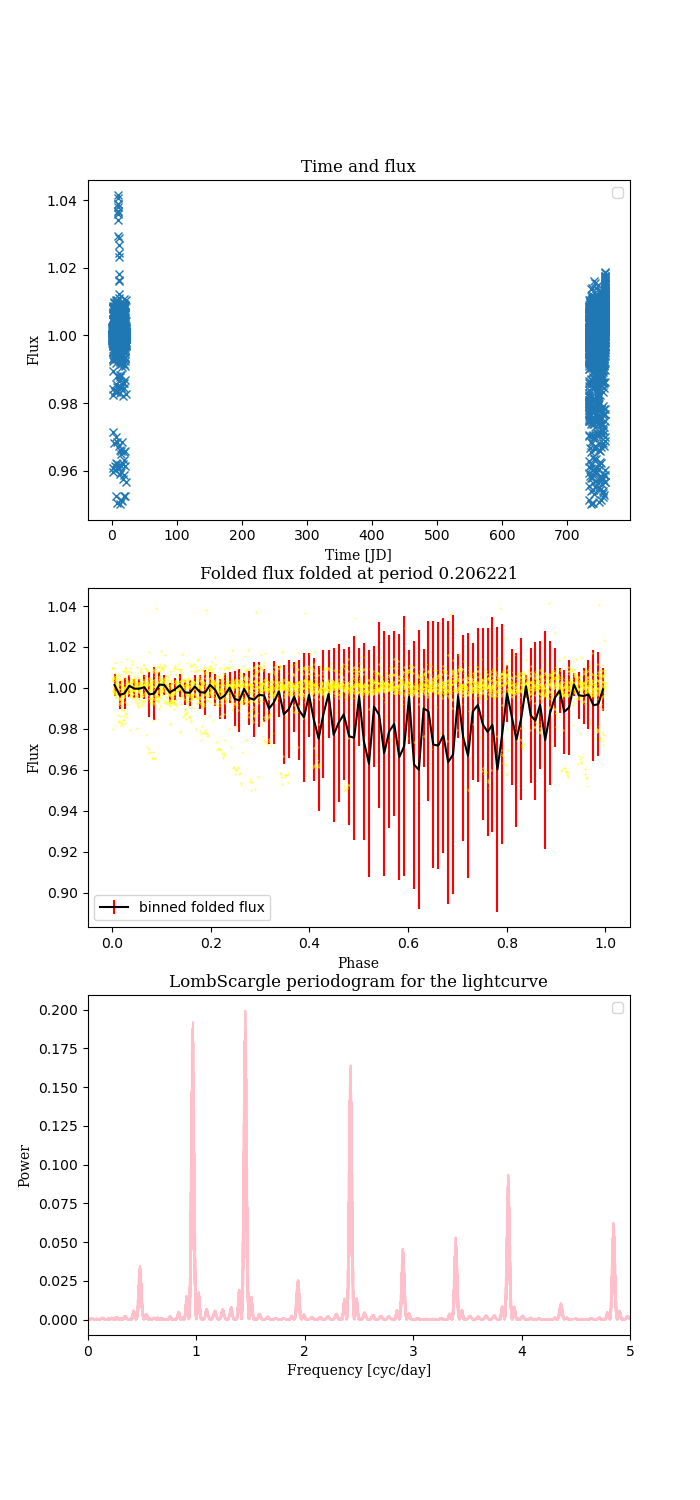 Time and flux
1.04
1.02
1.00
0.98
0.96
Flux
0 100 200 300 400 500 600 700
Time [JD]
Folded flux folded at period 0.206221
1.04
1.02
1.00
0.98
0.96
0.94
0.92
0.90
Flux
binned folded flux
0.0 0.2 0.4 0.6 0.8 1.0
Phase
LombScargle periodogram for the lightcurve
0.200
0.175
0.150
0.125
0.100
0.075
0.050
0.025
0.000
Power
0 1 2 3 4 5
Frequency [cyc/day]